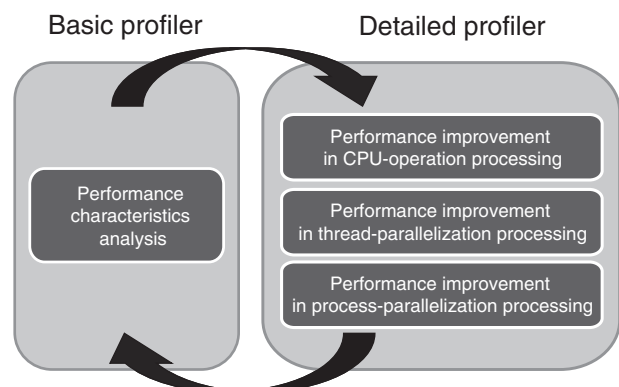 Basic profiler
Detailed profiler
Performance
characteristics
analysis
Performance improvement
in CPU-operation processing
Performance improvement
in thread-parallelization processing
Performance improvement
in process-parallelization processing